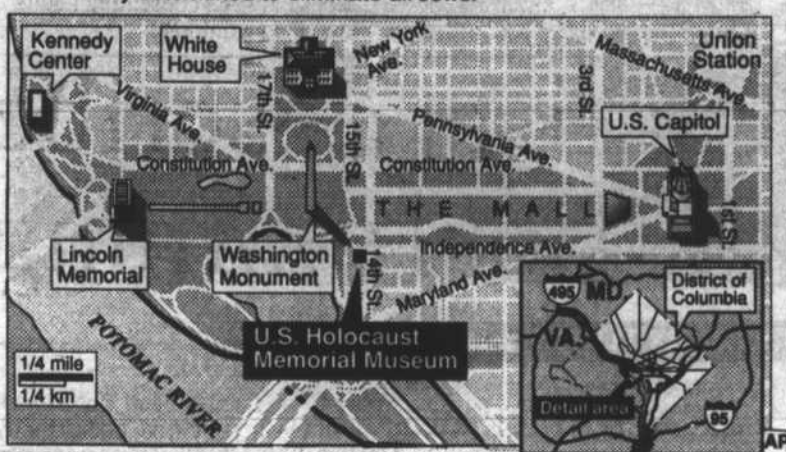 Kennedy
Center
White
House
New York
Ave.
Massachusetts Ave.
Union
Station
17th St.
15th St.
3rd St.
Virginia Ave.
Pennsylvania Ave.
U.S. Capitol
Constitution Ave.
Constitution Ave.
THE MALL
1st St.
Lincoln
Memorial
Washington
Monument
14th St.
Independence Ave.
Maryland Ave.
U.S. Holocaust
Memorial Museum
POTOMAC RIVER
1/4 mile
1/4 km
495
MD.
District of
Columbia
VA.
Detail area
95
AP